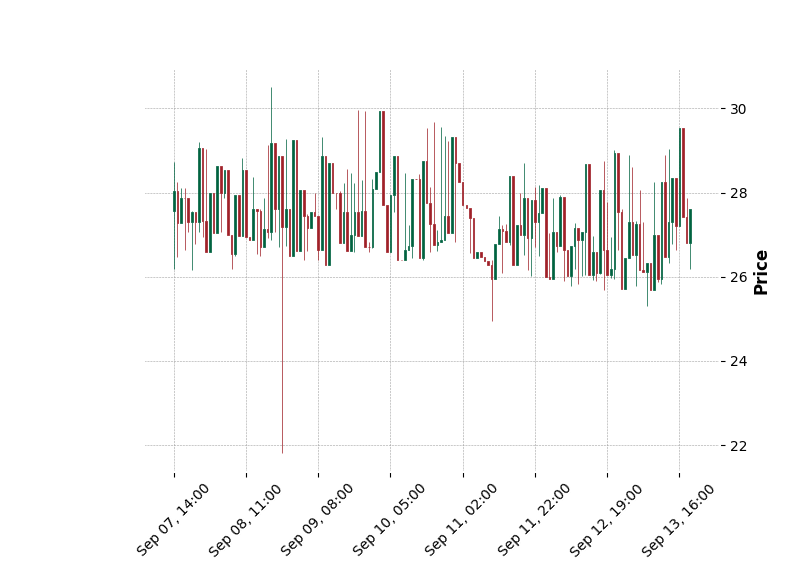 30
28
26
24
22
Price
Sep 07, 14:00
Sep 08, 11:00
Sep 09, 08:00
Sep 10, 05:00
Sep 11, 02:00
Sep 11, 22:00
Sep 12, 19:00
Sep 13, 16:00